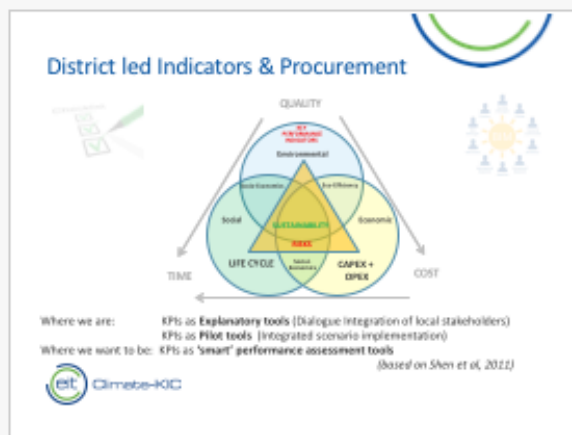 District led Indicators & Procurement
QUALITY
KEY
PERFORMANCE
INDICATORS
Environmental
Eco-Efficiency
Social
Economic
SUSTAINABILITY
LIFE CYCLE
CAPEX +
OPEX
TIME
COST
Where we are: KPIs as Explanatory tools (Dialogue Integration of local stakeholders)
KPIs as Pilot tools (Integrated scenario implementation)
Where we want to be: KPIs as 'smart' performance assessment tools
(based on Shen et al, 2011)
eit Climate-KIC